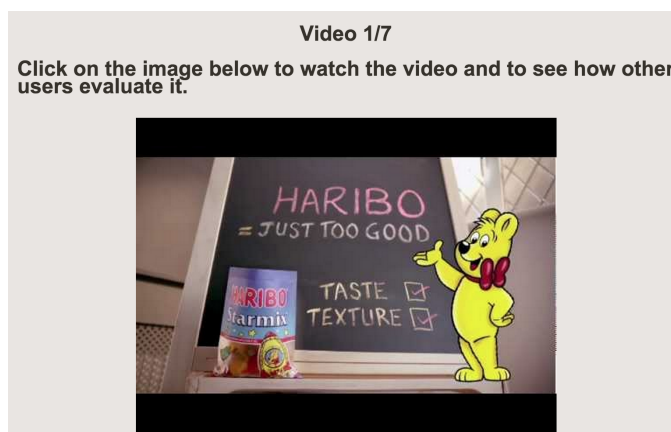 Video 1/7
Click on the image below to watch the video and to see how other
users evaluate it.
HARIBO
= JUST TOO GOOD
TASTE
TEXTURE
HARIBO
Starmix